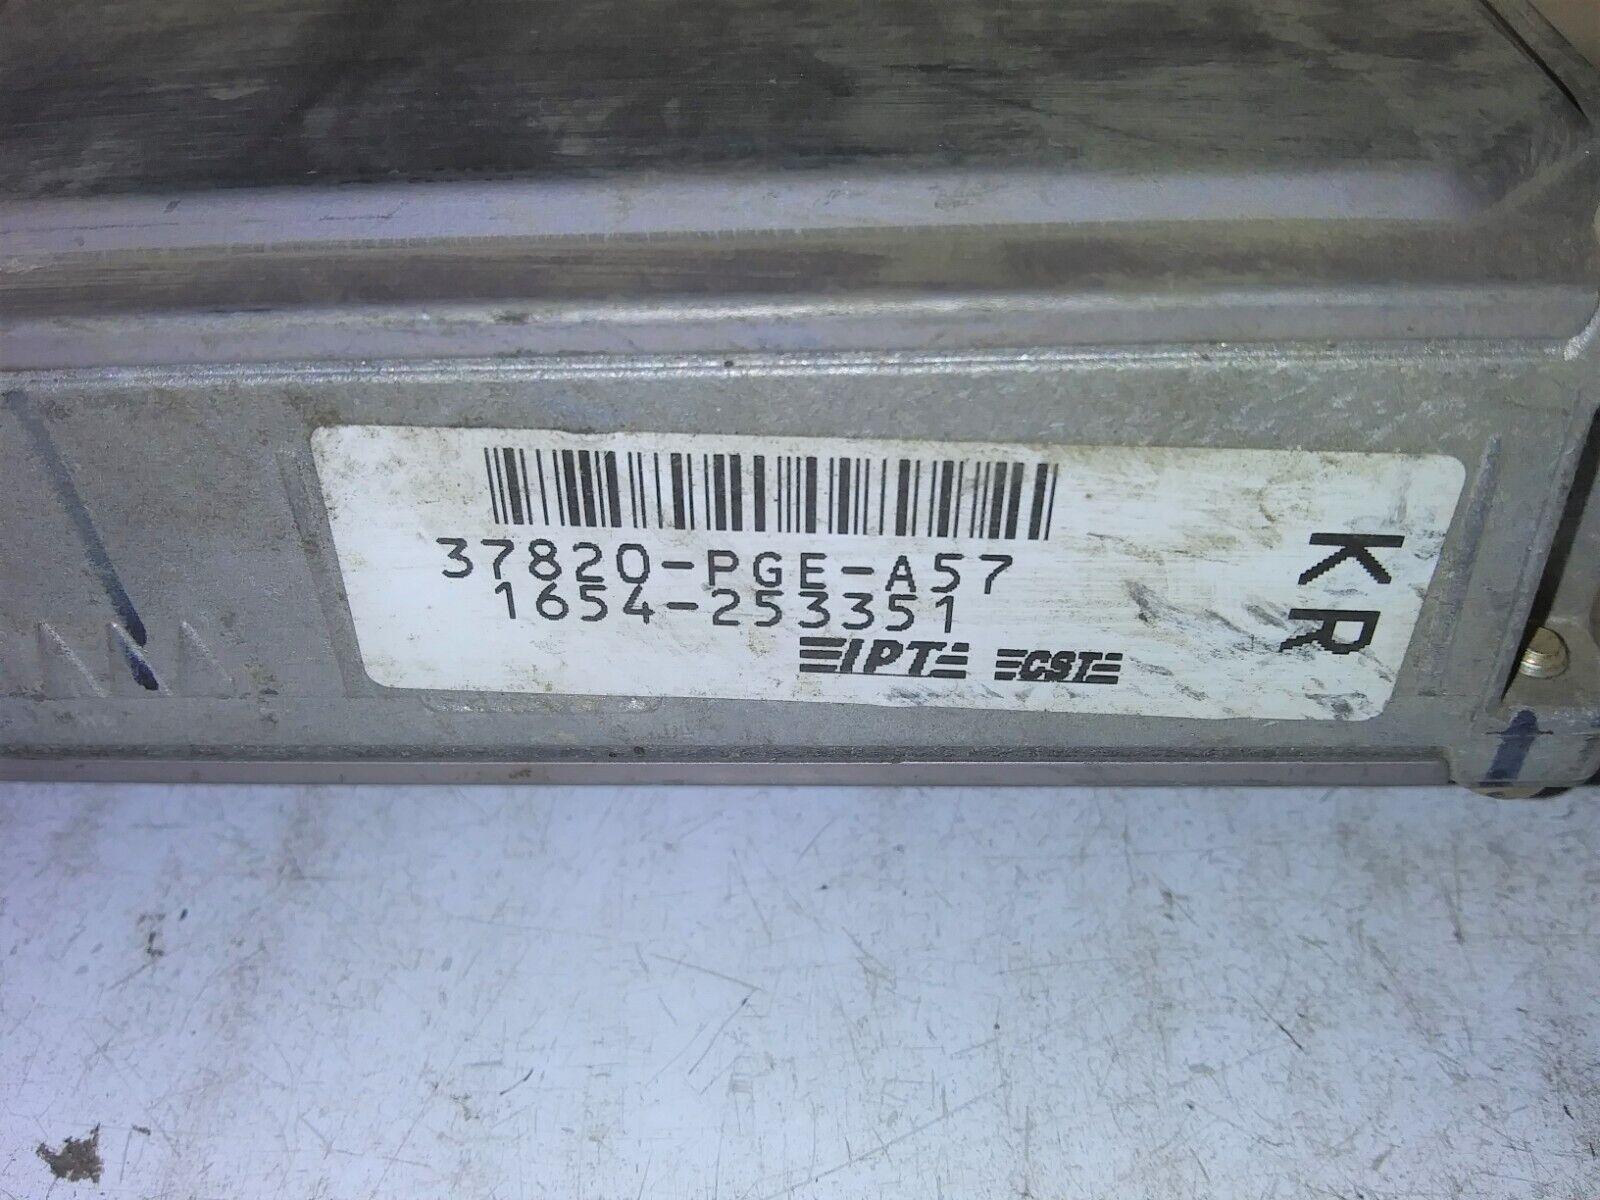 37820-PGE-A57
1654-253351
IPT CST
KR